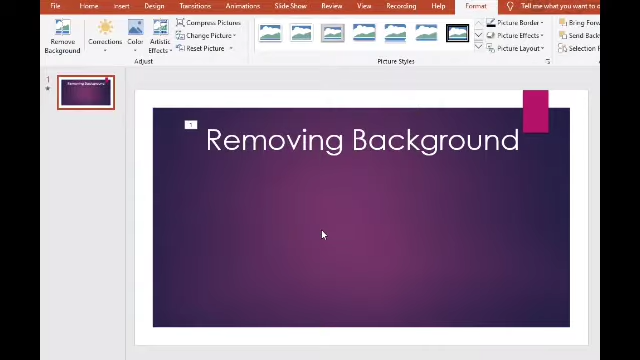 File Home Insert Design Transitions Animations Slide Show Review View Recording Help Format Tell me what you want to
Remove Background
Corrections
Color
Artistic Effects
Compress Pictures
Change Picture
Reset Picture
Picture Border
Picture Effects
Picture Layout
Bring Forw
Send Back
Selection
Adjust
Picture Styles
1
Removing Background
1
Removing Background